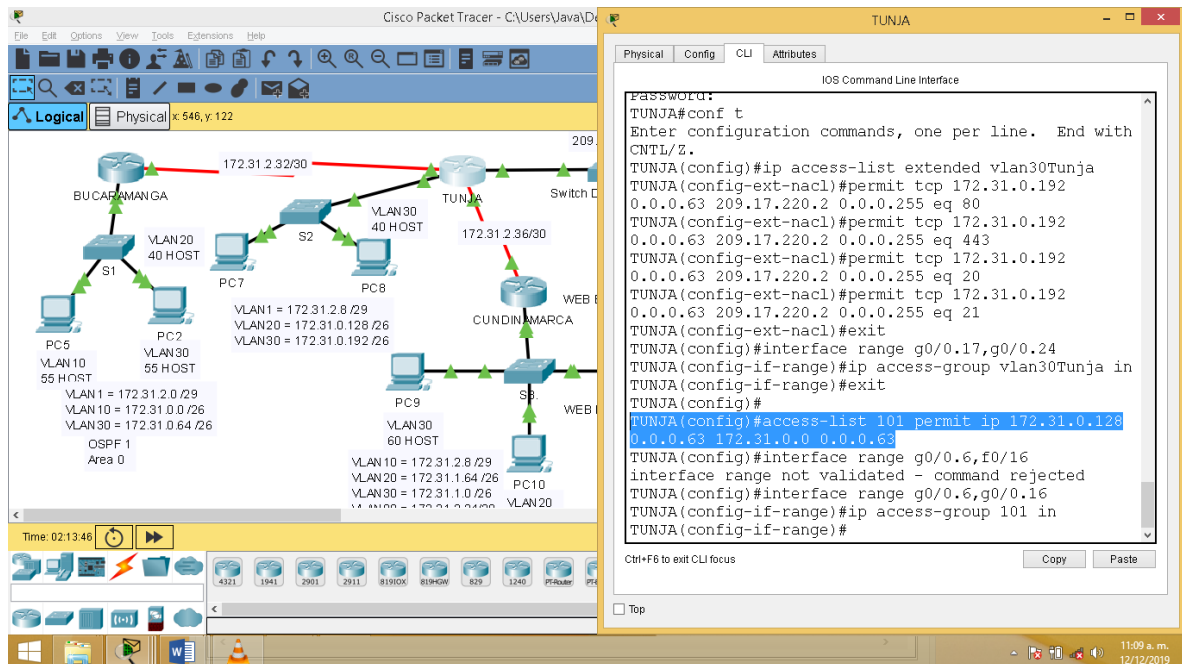 Cisco Packet Tracer - C:\Users\Java\De
File Edit Options View Tools Extensions Help
Logical Physical x: 546, y: 122
209.
172.31.2.32/30
BUCARAMANGA
TUNJA
Switch D
VLAN30
40 HOST
S2
172.31.2.36/30
VLAN20
40 HOST
S1
PC7
PC8
WEB E
VLAN1 = 172.31.2.8 /29
VLAN20 = 172.31.0.128 /26
VLAN30 = 172.31.0.192 /26
CUNDINAMARCA
PC5
PC2
VLAN10
55 HOST
VLAN30
55 HOST
VLAN1 = 172.31.2.0 /29
VLAN10 = 172.31.0.0 /26
VLAN30 = 172.31.0.64 /26
OSPF 1
Area 0
PC9
S3.
WEB I
VLAN30
60 HOST
VLAN10 = 172.31.2.8 /29
VLAN20 = 172.31.1.64 /26
VLAN30 = 172.31.1.0 /26
PC10
VLAN20
Time: 02:13:46
4321 1941 2901 2911 819IOX 819HGW 829 1240 PT-Router
TUNJA
Physical Config CLI Attributes
IOS Command Line Interface
Password:
TUNJA#conf t
Enter configuration commands, one per line. End with
CNTL/Z.
TUNJA(config)#ip access-list extended vlan30Tunja
TUNJA(config-ext-nacl)#permit tcp 172.31.0.192
0.0.0.63 209.17.220.2 0.0.0.255 eq 80
TUNJA(config-ext-nacl)#permit tcp 172.31.0.192
0.0.0.63 209.17.220.2 0.0.0.255 eq 443
TUNJA(config-ext-nacl)#permit tcp 172.31.0.192
0.0.0.63 209.17.220.2 0.0.0.255 eq 20
TUNJA(config-ext-nacl)#permit tcp 172.31.0.192
0.0.0.63 209.17.220.2 0.0.0.255 eq 21
TUNJA(config-ext-nacl)#exit
TUNJA(config)#interface range g0/0.17,g0/0.24
TUNJA(config-if-range)#ip access-group vlan30Tunja in
TUNJA(config-if-range)#exit
TUNJA(config)#
TUNJA(config)#access-list 101 permit ip 172.31.0.128
0.0.0.63 172.31.0.0 0.0.0.63
TUNJA(config)#interface range g0/0.6,f0/16
interface range not validated - command rejected
TUNJA(config)#interface range g0/0.6,g0/0.16
TUNJA(config-if-range)#ip access-group 101 in
TUNJA(config-if-range)#
Ctrl+F6 to exit CLI focus
Copy Paste
Top
11:09 a. m.
12/12/2019